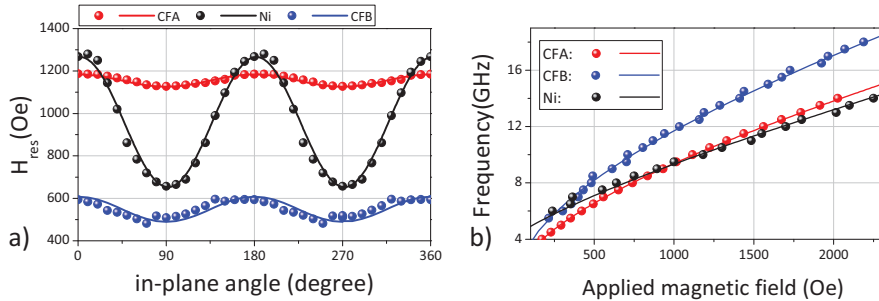 CFA Ni CFB
1400
1200
1000
800
600
400
H_res (Oe)
0 90 180 270 360
in-plane angle (degree)
a)
CFA:
CFB:
Ni:
16
12
8
4
Frequency(GHz)
500 1000 1500 2000
Applied magnetic field (Oe)
b)